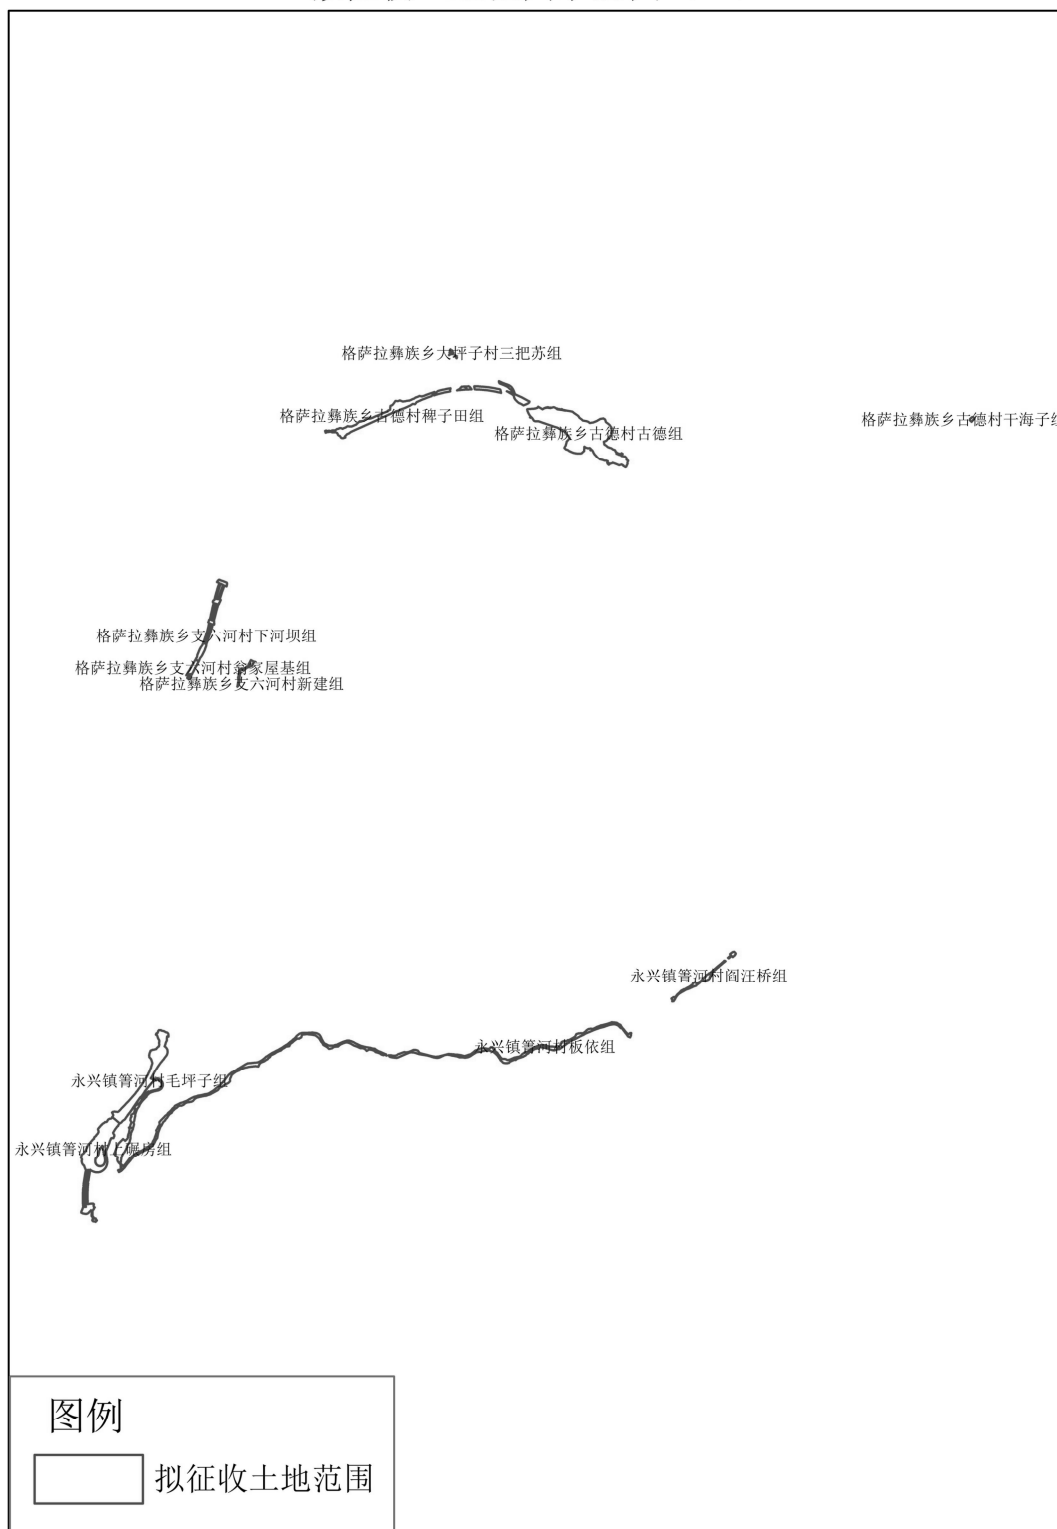 格萨拉彝族乡大坪子村三把苏组
格萨拉彝族乡古德村稗子田组
格萨拉彝族乡古德村古德组
格萨拉彝族乡古德村干海子组
格萨拉彝族乡支六河村下河坝组
格萨拉彝族乡支六河村翁家屋基组
格萨拉彝族乡支六河村新建组
永兴镇箐河村阎汪桥组
永兴镇箐河村板依组
永兴镇箐河村毛坪子组
永兴镇箐河村上碾房组
图例
拟征收土地范围